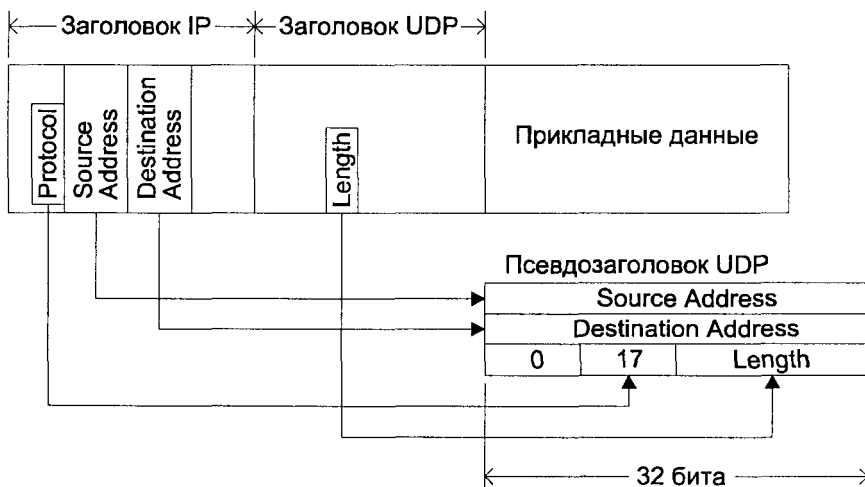 Заголовок IP
Заголовок UDP
Protocol
Source
Address
Destination
Address
Length
Прикладные данные
Псевдозаголовок UDP
Source Address
Destination Address
0 17 Length
32 бита